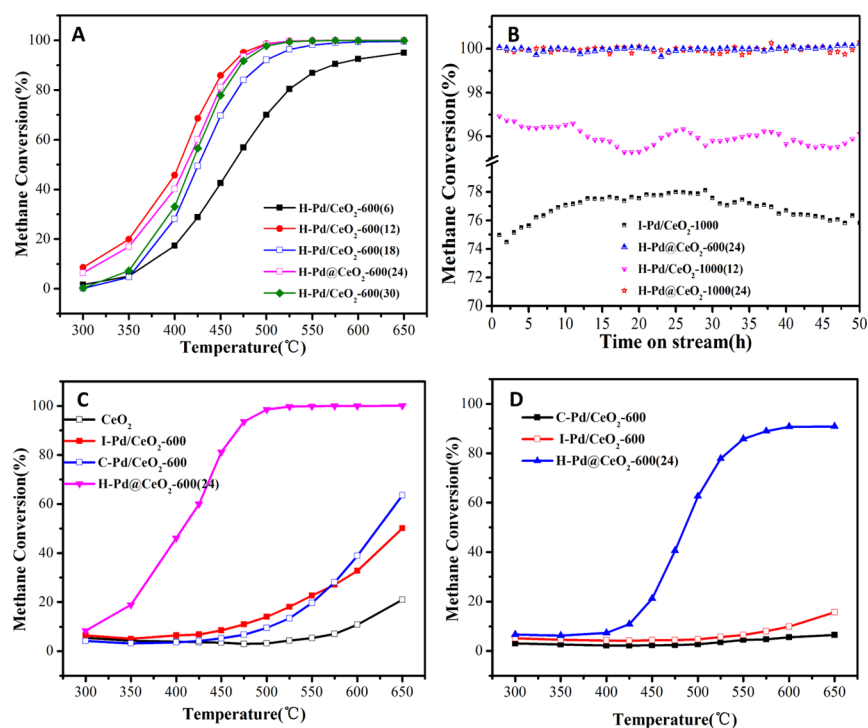 A
Methane Conversion(%)
100
80
60
40
20
0
H-Pd/CeO₂-600(6)
H-Pd/CeO₂-600(12)
H-Pd/CeO₂-600(18)
H-Pd@CeO₂-600(24)
H-Pd/CeO₂-600(30)
300 350 400 450 500 550 600 650
Temperature(℃)
B
Methane Conversion(%)
100
98
96
78
76
74
72
70
I-Pd/CeO₂-1000
H-Pd@CeO₂-600(24)
H-Pd/CeO₂-1000(12)
H-Pd@CeO₂-1000(24)
0 5 10 15 20 25 30 35 40 45 50
Time on stream(h)
C
Methane Conversion(%)
100
80
60
40
20
0
CeO₂
I-Pd/CeO₂-600
C-Pd/CeO₂-600
H-Pd@CeO₂-600(24)
300 350 400 450 500 550 600 650
Temperature(℃)
D
Methane Conversion(%)
100
80
60
40
20
0
C-Pd/CeO₂-600
I-Pd/CeO₂-600
H-Pd@CeO₂-600(24)
300 350 400 450 500 550 600 650
Temperature(℃)